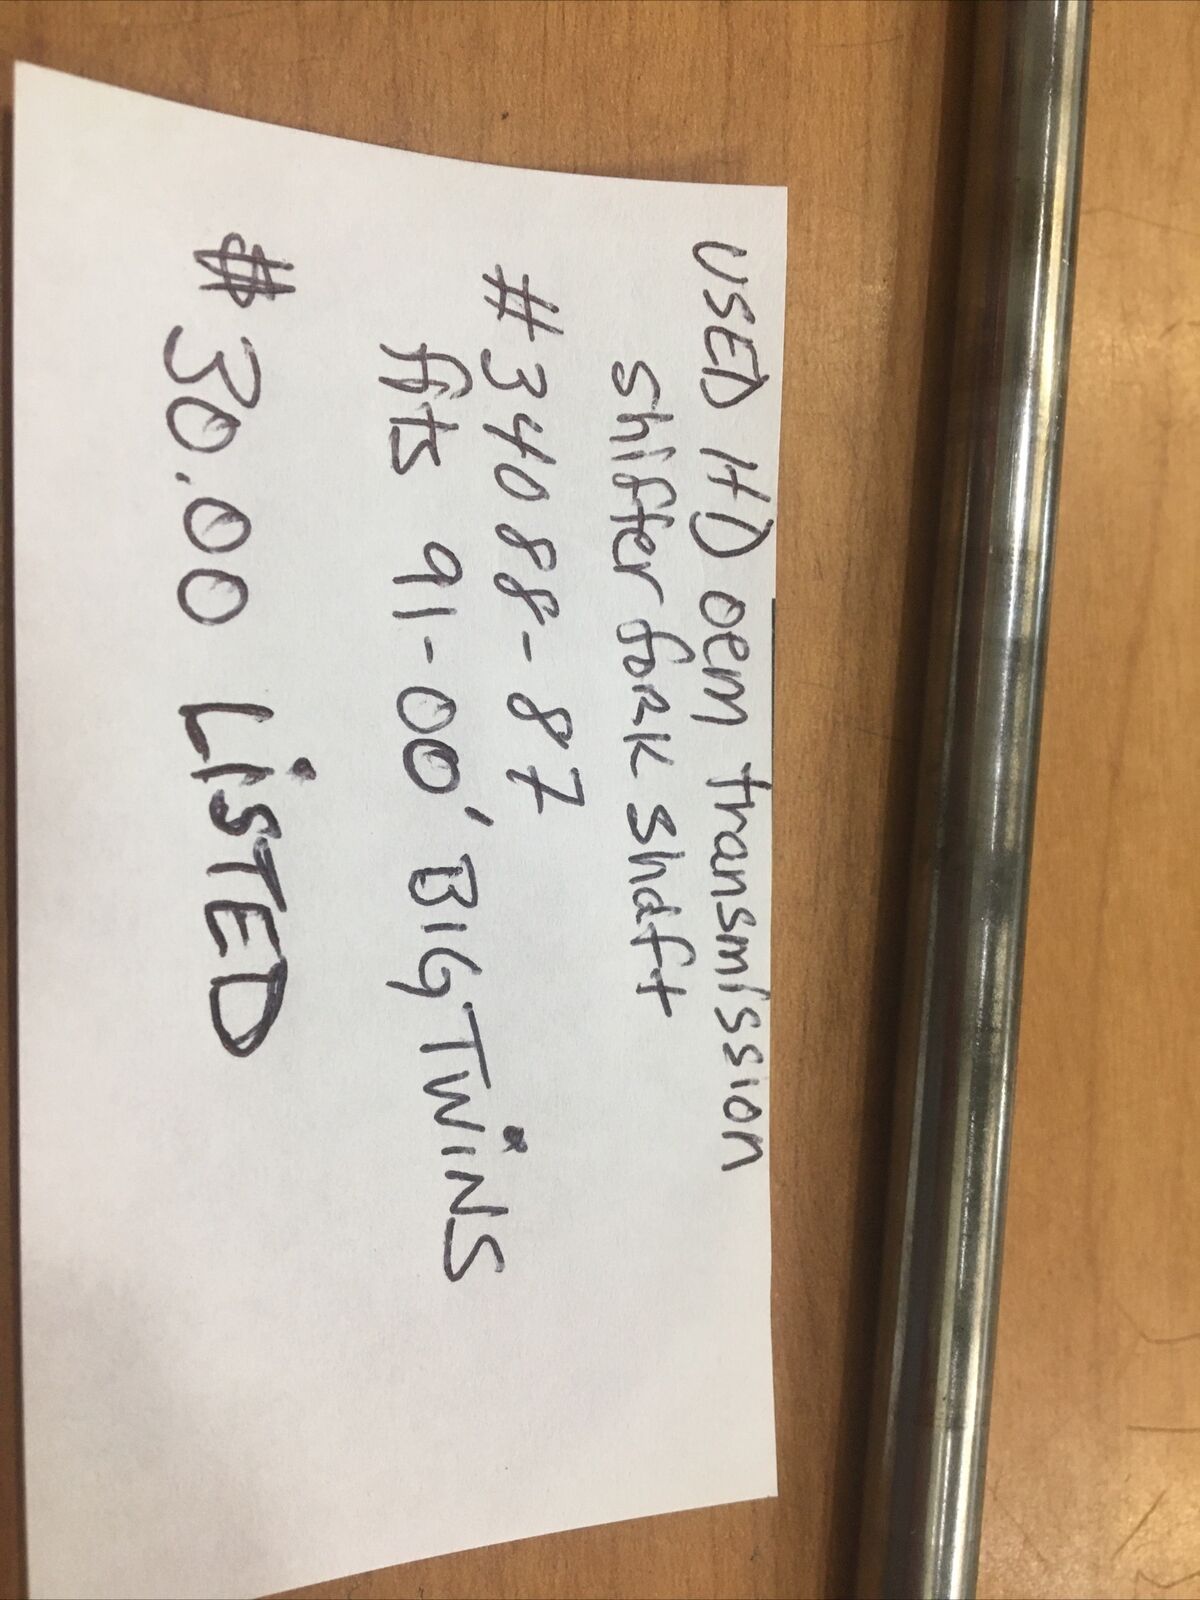 USED HD oem transmission
shifter fork shaft
#34088-87
fits 91-00' BIG TWiNS
$30.00 LiSTED